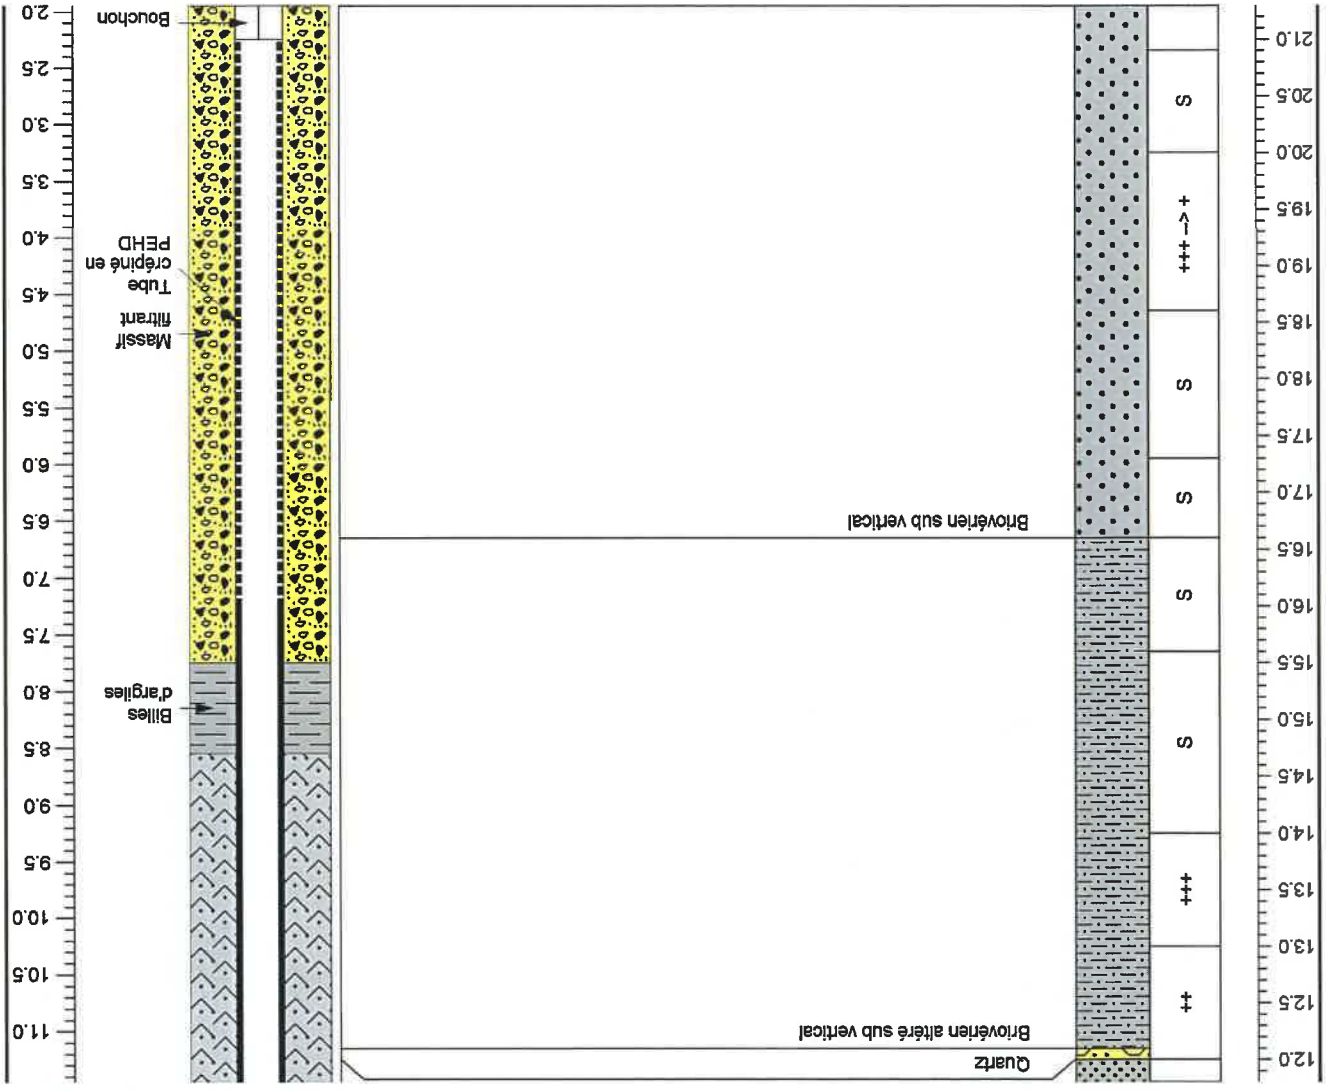 12.0
12.5
13.0
13.5
14.0
14.5
15.0
15.5
16.0
16.5
17.0
17.5
18.0
18.5
19.0
19.5
20.0
20.5
21.0
++
+++
S
S
S
S
+++-->+
S
Quartz
Briovérien altéré sub vertical
Briovérien sub vertical
Billes
d'argiles
Massif
filtrant
Tube
crépiné en
PEHD
Bouchon
11.0
10.5
10.0
9.5
9.0
8.5
8.0
7.5
7.0
6.5
6.0
5.5
5.0
4.5
4.0
3.5
3.0
2.5
2.0